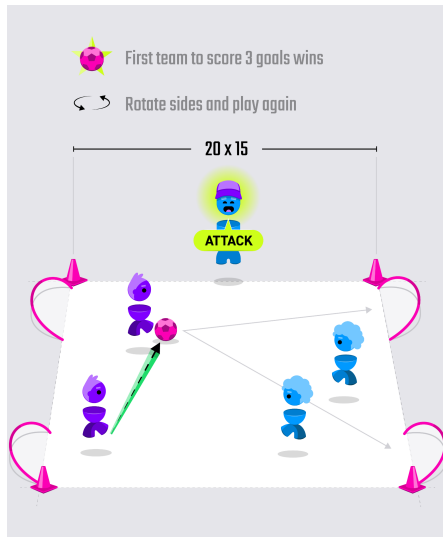 First team to score 3 goals wins
Rotate sides and play again
20 x 15
ATTACK